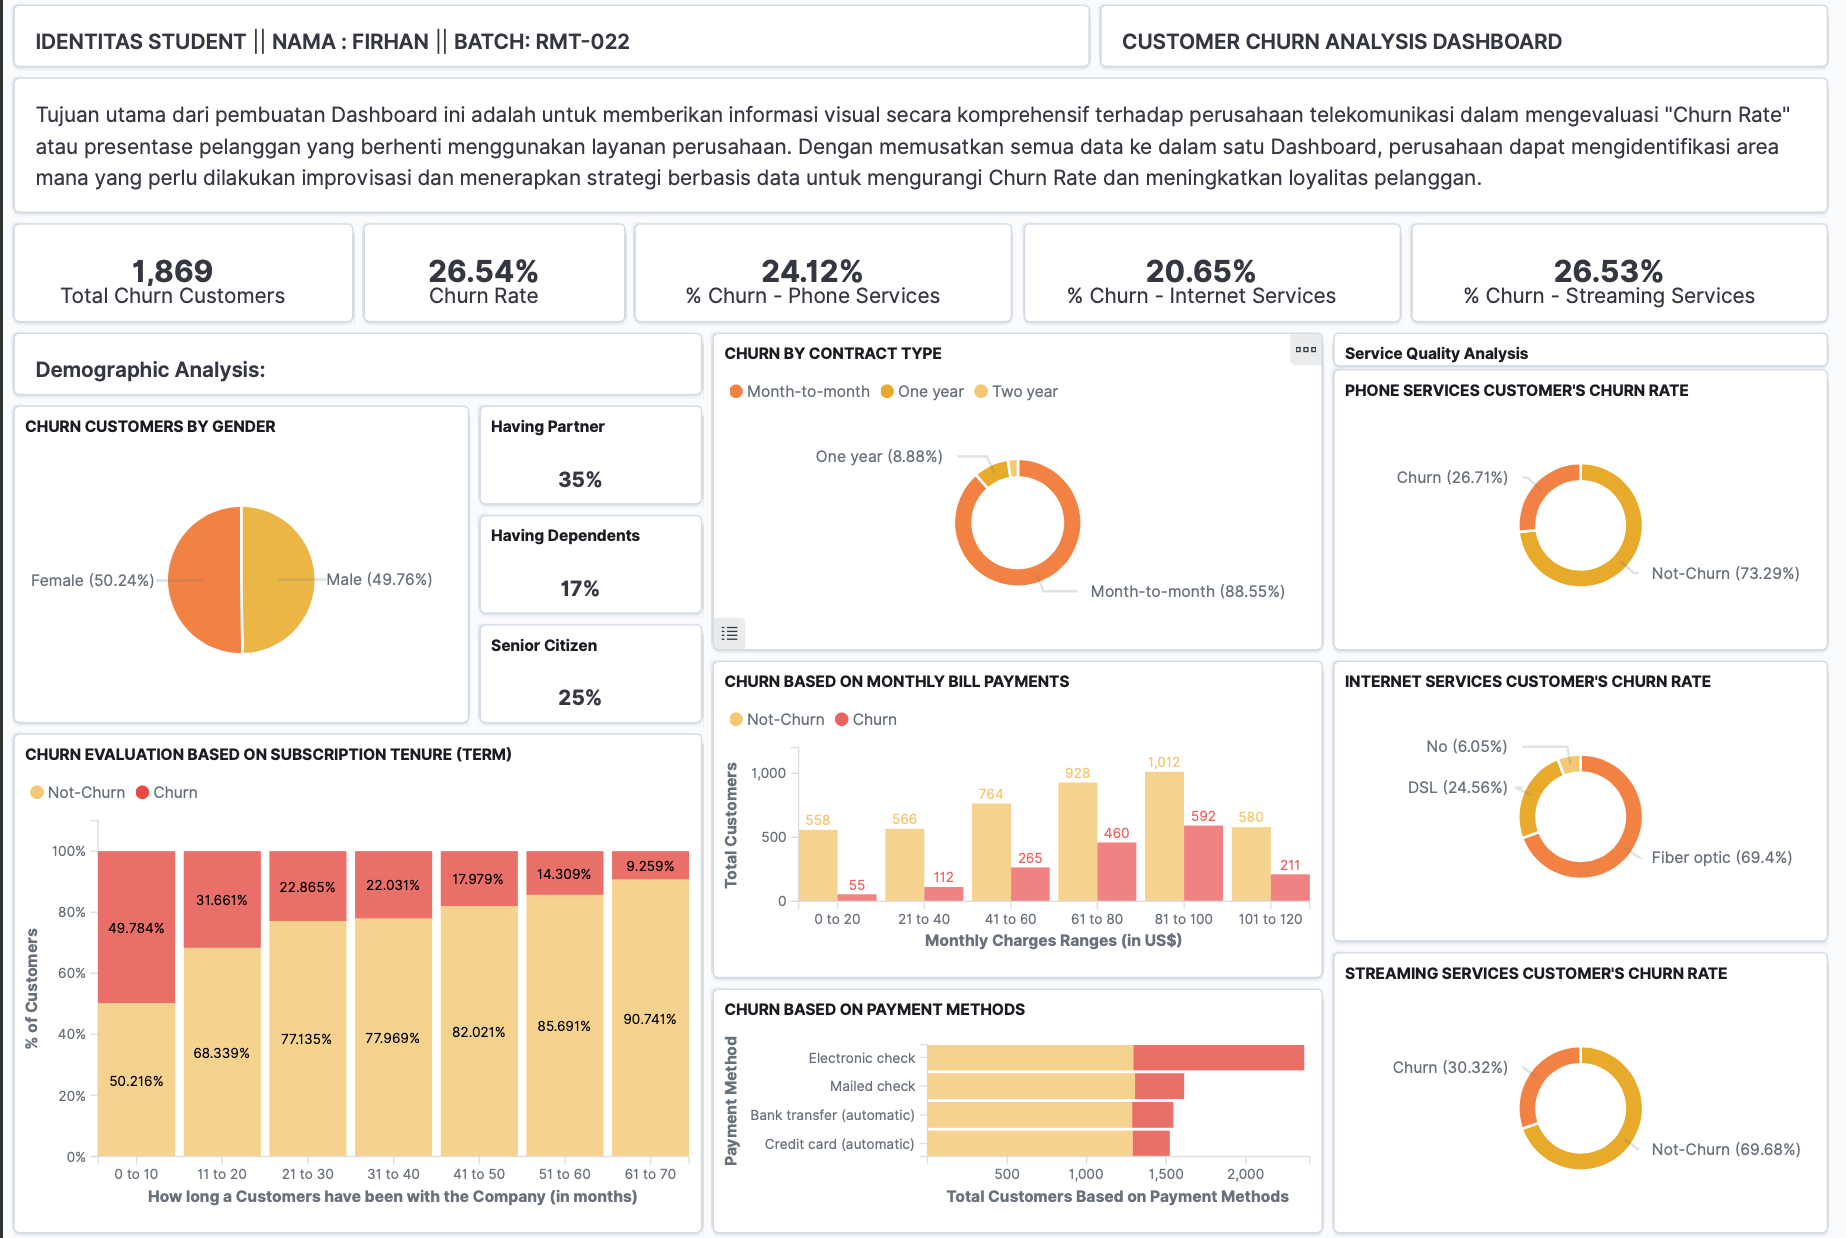 IDENTITAS STUDENT || NAMA : FIRHAN || BATCH: RMT-022
CUSTOMER CHURN ANALYSIS DASHBOARD
Tujuan utama dari pembuatan Dashboard ini adalah untuk memberikan informasi visual secara komprehensif terhadap perusahaan telekomunikasi dalam mengevaluasi "Churn Rate"
atau presentase pelanggan yang berhenti menggunakan layanan perusahaan. Dengan memusatkan semua data ke dalam satu Dashboard, perusahaan dapat mengidentifikasi area
mana yang perlu dilakukan improvisasi dan menerapkan strategi berbasis data untuk mengurangi Churn Rate dan meningkatkan loyalitas pelanggan.
1,869
Total Churn Customers
26.54%
Churn Rate
24.12%
% Churn - Phone Services
20.65%
% Churn - Internet Services
26.53%
% Churn - Streaming Services
Demographic Analysis:
CHURN CUSTOMERS BY GENDER
Female (50.24%)
Male (49.76%)
Having Partner
35%
Having Dependents
17%
Senior Citizen
25%
CHURN EVALUATION BASED ON SUBSCRIPTION TENURE (TERM)
Not-Churn Churn
% of Customers
100%
80%
60%
40%
20%
0%
49.784%
31.661%
22.865%
22.031%
17.979%
14.309%
9.259%
50.216%
68.339%
77.135%
77.969%
82.021%
85.691%
90.741%
0 to 10 11 to 20 21 to 30 31 to 40 41 to 50 51 to 60 61 to 70
How long a Customers have been with the Company (in months)
CHURN BY CONTRACT TYPE
Month-to-month One year Two year
One year (8.88%)
Month-to-month (88.55%)
CHURN BASED ON MONTHLY BILL PAYMENTS
Not-Churn Churn
Total Customers
1,000
500
0
558
55
566
112
764
265
928
460
1,012
592
580
211
0 to 20 21 to 40 41 to 60 61 to 80 81 to 100 101 to 120
Monthly Charges Ranges (in US$)
CHURN BASED ON PAYMENT METHODS
Payment Method
Electronic check
Mailed check
Bank transfer (automatic)
Credit card (automatic)
500 1,000 1,500 2,000
Total Customers Based on Payment Methods
Service Quality Analysis
PHONE SERVICES CUSTOMER'S CHURN RATE
Churn (26.71%)
Not-Churn (73.29%)
INTERNET SERVICES CUSTOMER'S CHURN RATE
No (6.05%)
DSL (24.56%)
Fiber optic (69.4%)
STREAMING SERVICES CUSTOMER'S CHURN RATE
Churn (30.32%)
Not-Churn (69.68%)